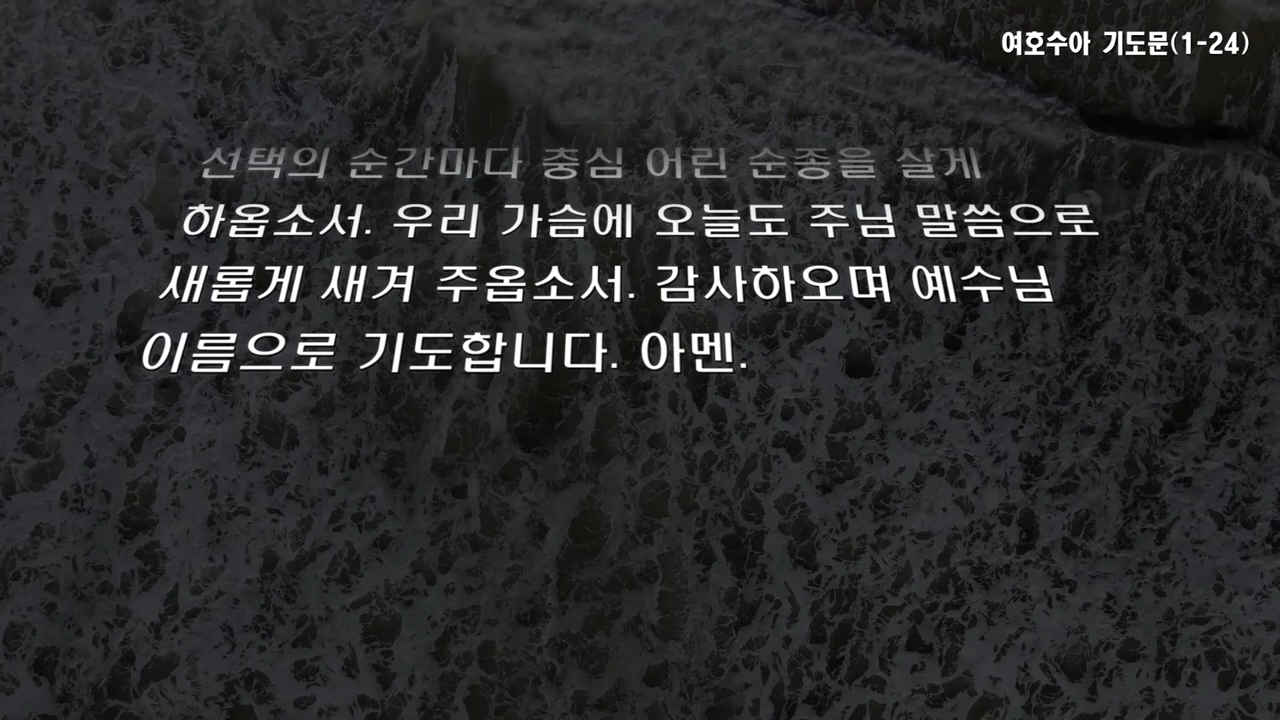 여호수아 기도문(1-24)
선택의 순간마다 충심 어린 순종을 살게
하옵소서. 우리 가슴에 오늘도 주님 말씀으로
새롭게 새겨 주옵소서. 감사하오며 예수님
이름으로 기도합니다. 아멘.